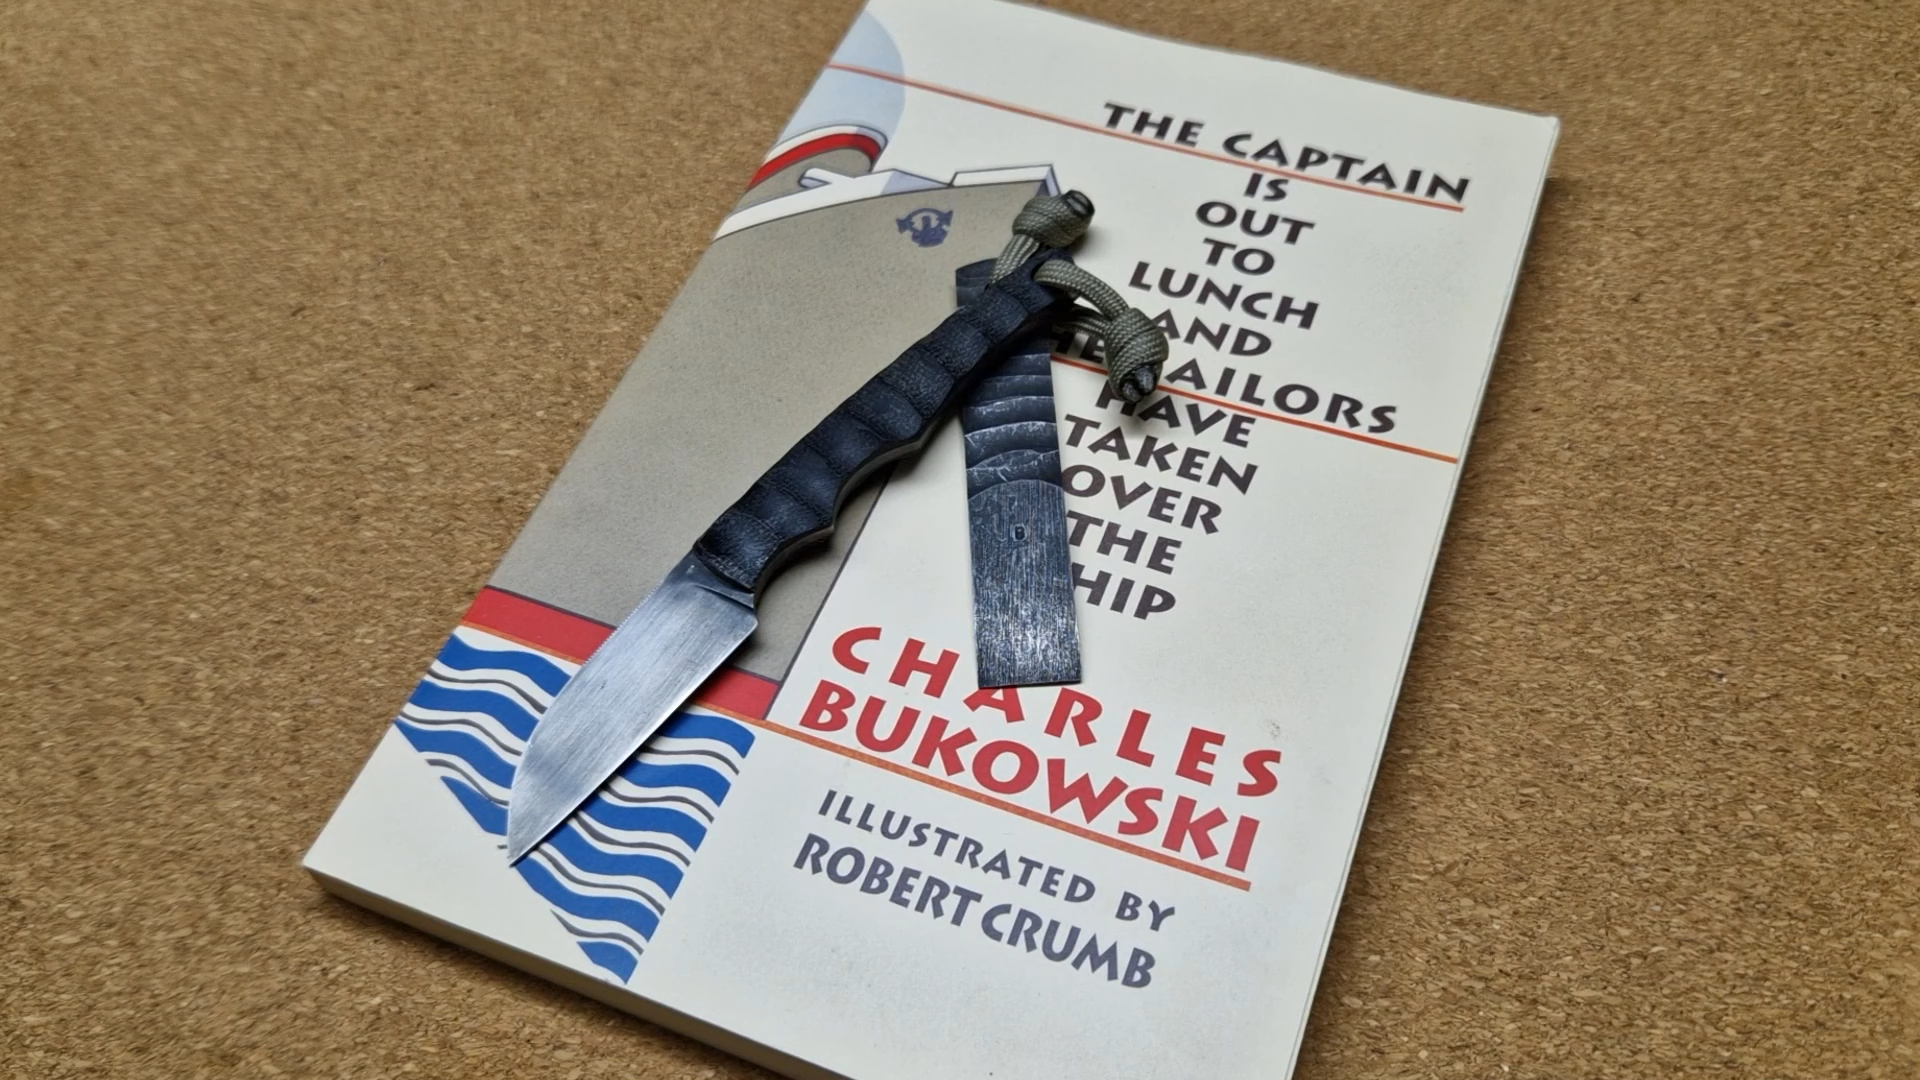 THE CAPTAIN
IS
OUT
TO
LUNCH
AND
HE AILORS
HAVE
TAKEN
OVER
THE
HIP
CHARLES
BUKOWSKI
ILLUSTRATED BY
ROBERT CRUMB
B